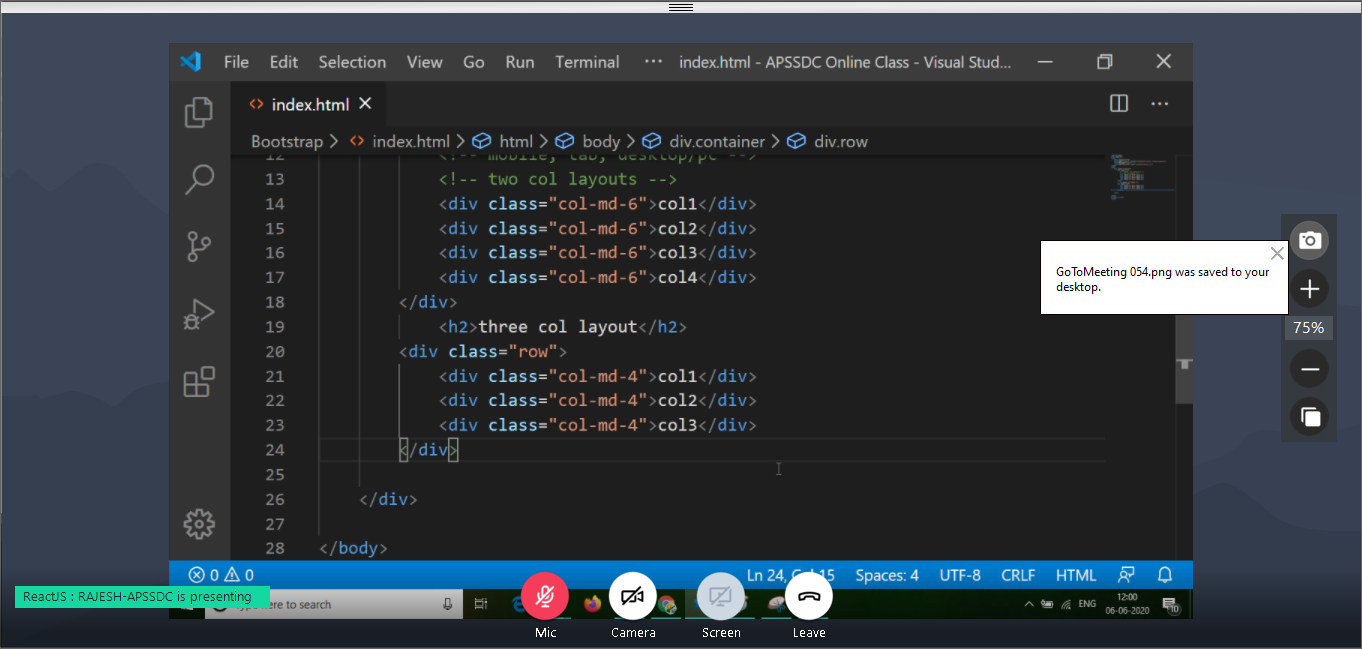 File Edit Selection View Go Run Terminal ··· index.html - APSSDC Online Class - Visual Stud...
<> index.html ×
Bootstrap > <> index.html > html > body > div.container > div.row
12 <!-- mobile, tab, desktop/pc -->
13 <!-- two col layouts -->
14 <div class="col-md-6">col1</div>
15 <div class="col-md-6">col2</div>
16 <div class="col-md-6">col3</div>
17 <div class="col-md-6">col4</div>
18 </div>
19 <h2>three col layout</h2>
20 <div class="row">
21 <div class="col-md-4">col1</div>
22 <div class="col-md-4">col2</div>
23 <div class="col-md-4">col3</div>
24 </div>
25
26 </div>
27
28 </body>
GoToMeeting 054.png was saved to your
desktop.
75%
0 0 Ln 24, Col 15 Spaces: 4 UTF-8 CRLF HTML
ReactJS : RAJESH-APSSDC is presenting
here to search
ENG
12:00
06-06-2020
10
Mic Camera Screen Leave